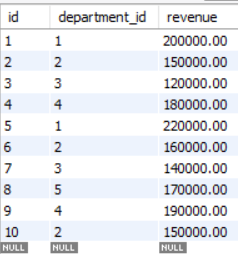 id department_id revenue
1 1 200000.00
2 2 150000.00
3 3 120000.00
4 4 180000.00
5 1 220000.00
6 2 160000.00
7 3 140000.00
8 5 170000.00
9 4 190000.00
10 2 150000.00
NULL NULL NULL